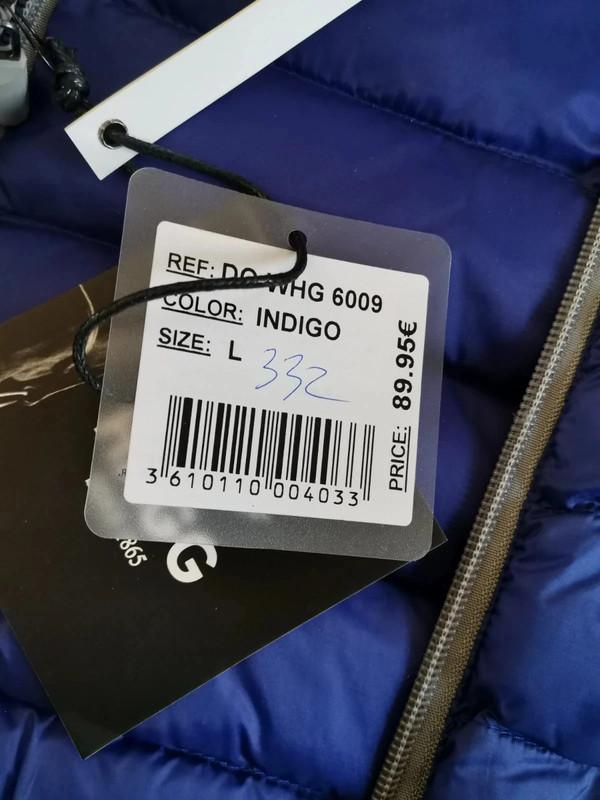 REF: DO WHG 6009
COLOR: INDIGO
SIZE: L
332
PRICE: 89.95€
3 610110 004033
865
G